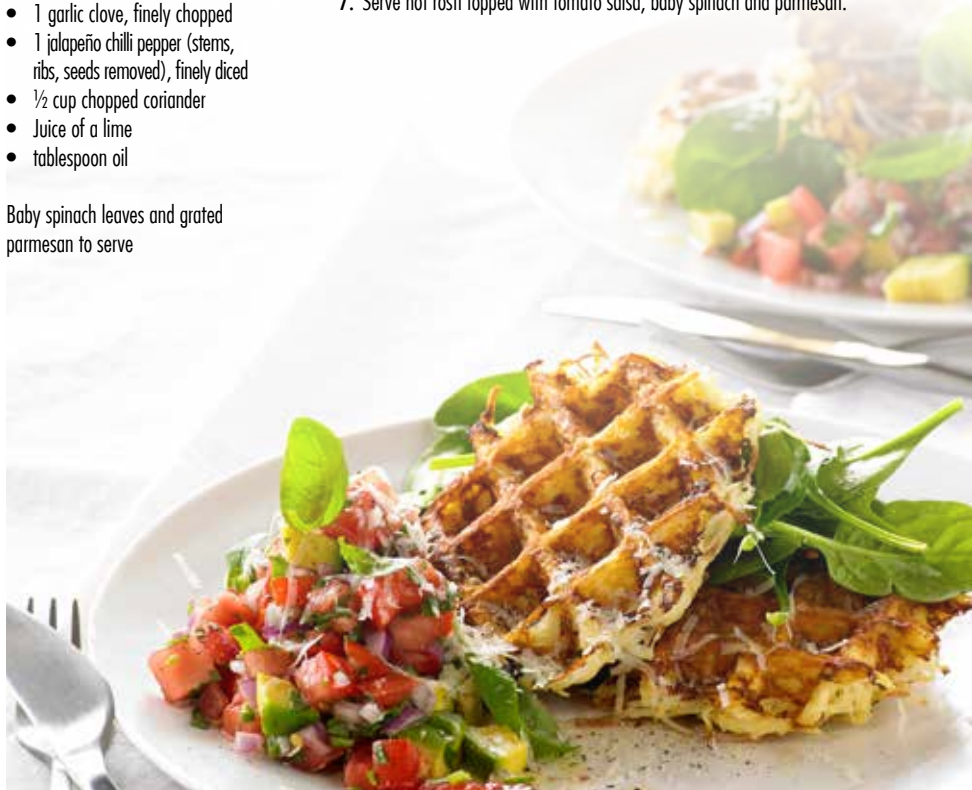 • 1 garlic clove, finely chopped
• 1 jalapeño chilli pepper (stems,
ribs, seeds removed), finely diced
• ½ cup chopped coriander
• Juice of a lime
• tablespoon oil
Baby spinach leaves and grated
parmesan to serve
7. Serve hot rosti topped with tomato salsa, baby spinach and parmesan.